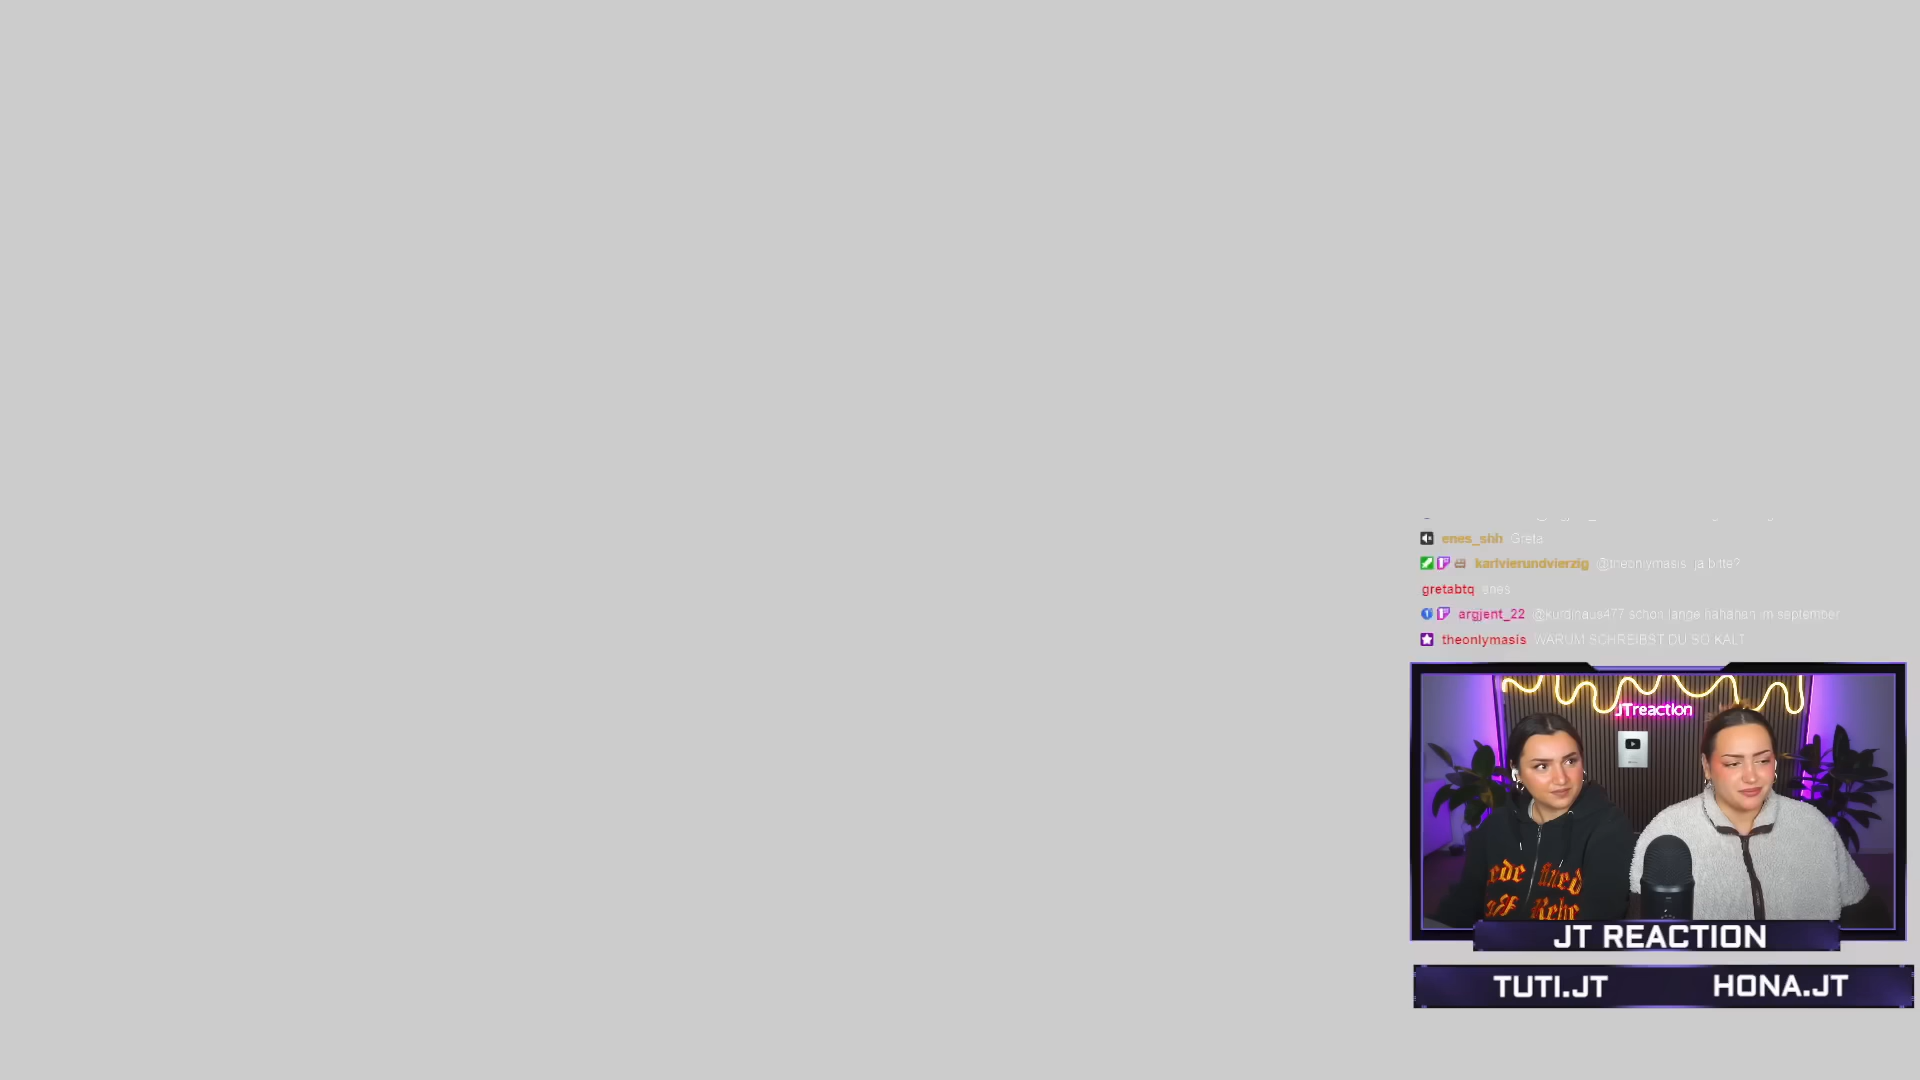 enes_shh Greta
karlvierundvierzig @theonlymasis ja bitte?
gretabtq enes
argjent_22 @kurdinaus477 schon lange hahahah im september
theonlymasis WARUM SCHREIBST DU SO KALT
JTreaction
JT REACTION
TUTI.JT HONA.JT